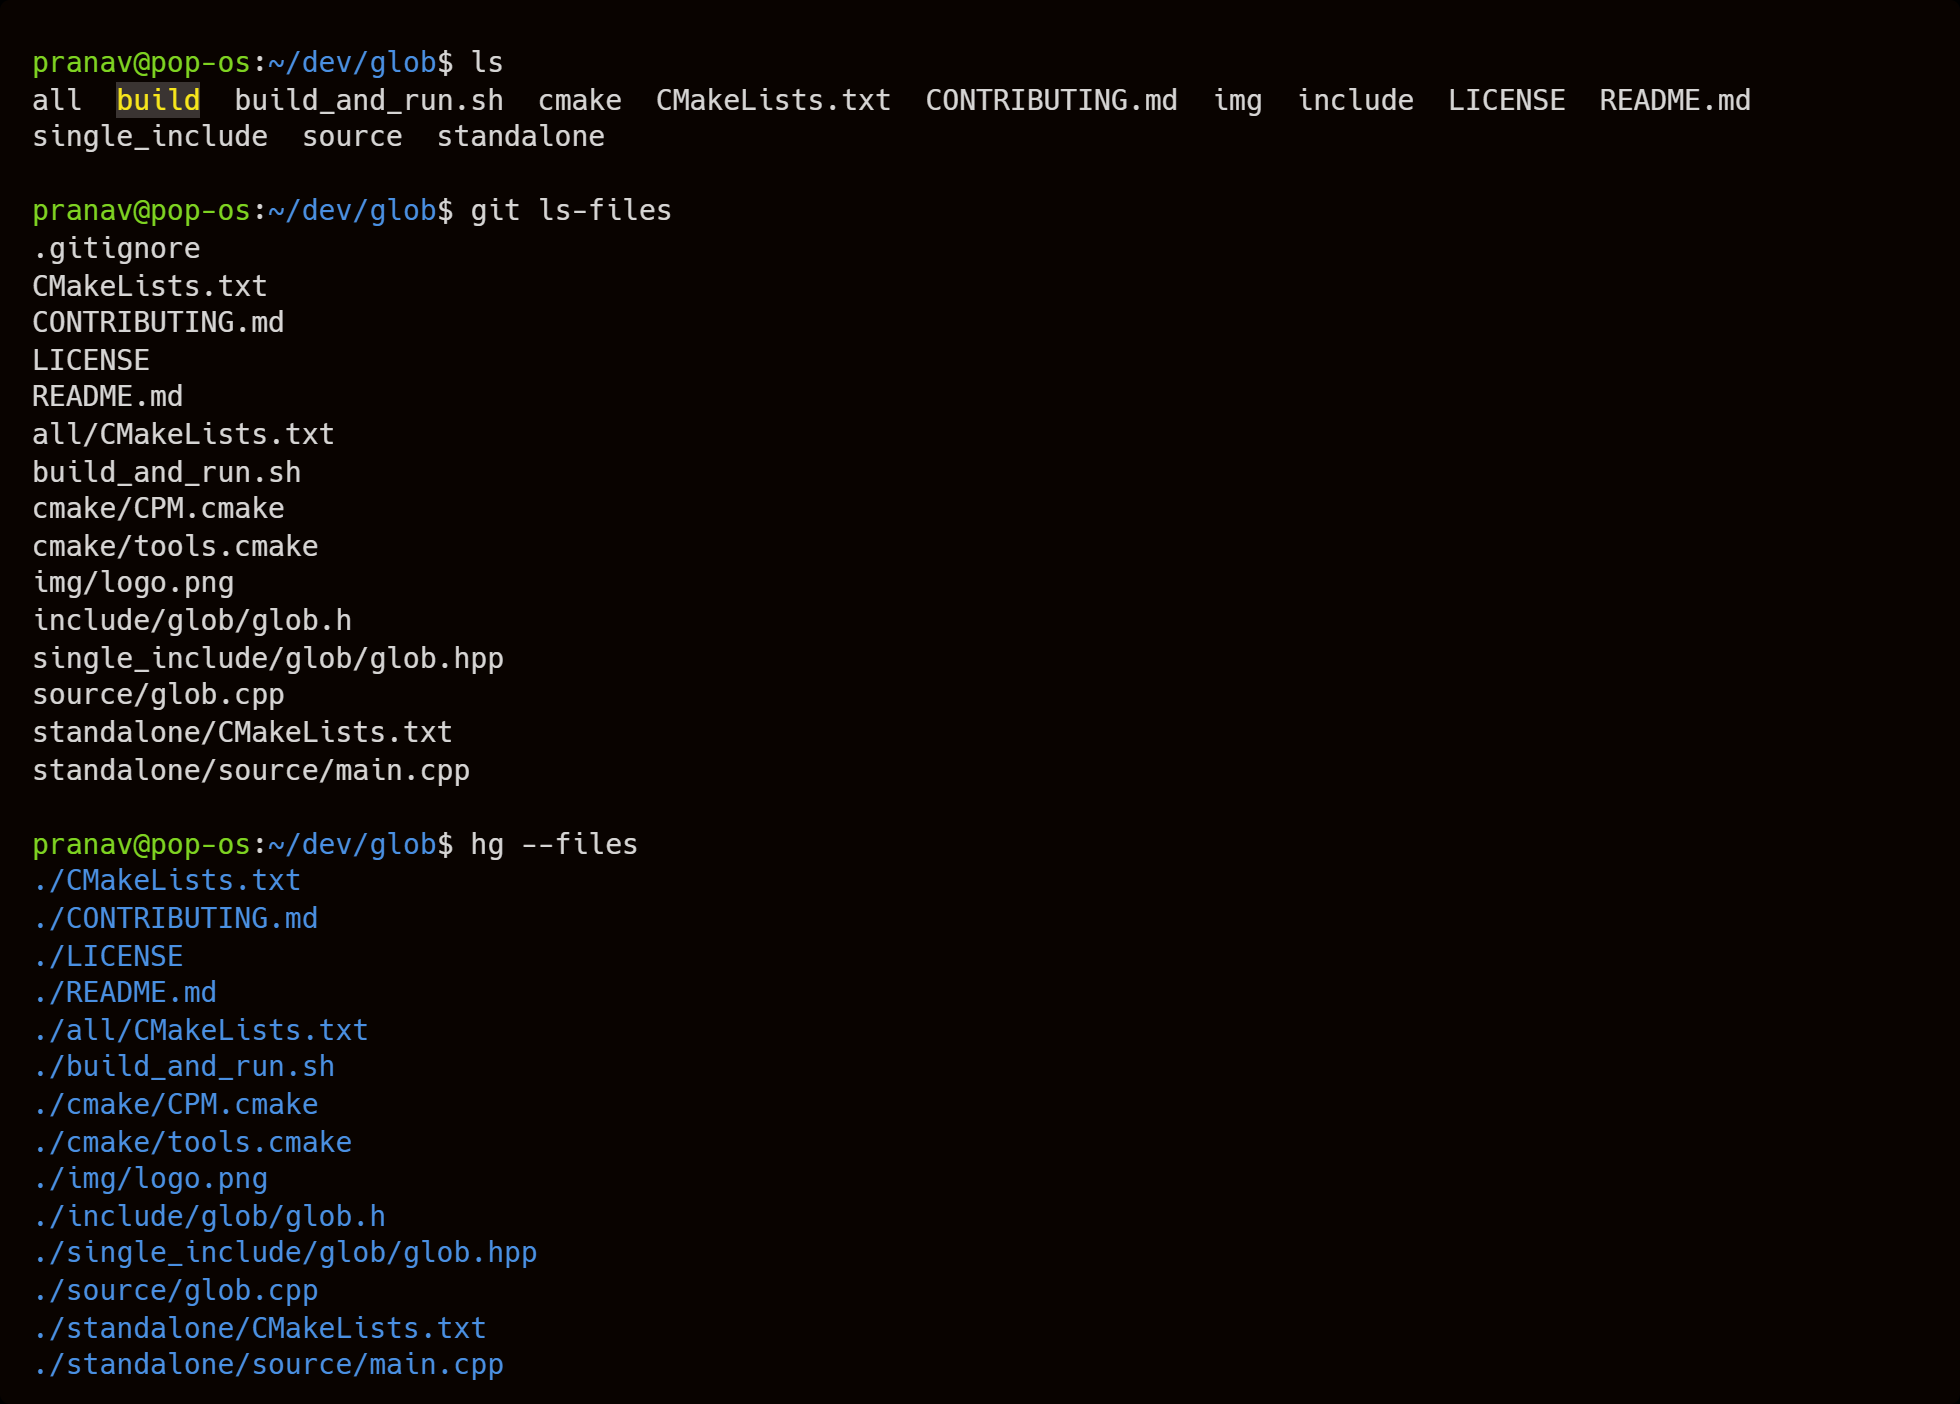 pranav@pop-os:~/dev/glob$ ls
all  build  build_and_run.sh  cmake  CMakeLists.txt  CONTRIBUTING.md  img  include  LICENSE  README.md
single_include  source  standalone
pranav@pop-os:~/dev/glob$ git ls-files
.gitignore
CMakeLists.txt
CONTRIBUTING.md
LICENSE
README.md
all/CMakeLists.txt
build_and_run.sh
cmake/CPM.cmake
cmake/tools.cmake
img/logo.png
include/glob/glob.h
single_include/glob/glob.hpp
source/glob.cpp
standalone/CMakeLists.txt
standalone/source/main.cpp
pranav@pop-os:~/dev/glob$ hg --files
./CMakeLists.txt
./CONTRIBUTING.md
./LICENSE
./README.md
./all/CMakeLists.txt
./build_and_run.sh
./cmake/CPM.cmake
./cmake/tools.cmake
./img/logo.png
./include/glob/glob.h
./single_include/glob/glob.hpp
./source/glob.cpp
./standalone/CMakeLists.txt
./standalone/source/main.cpp